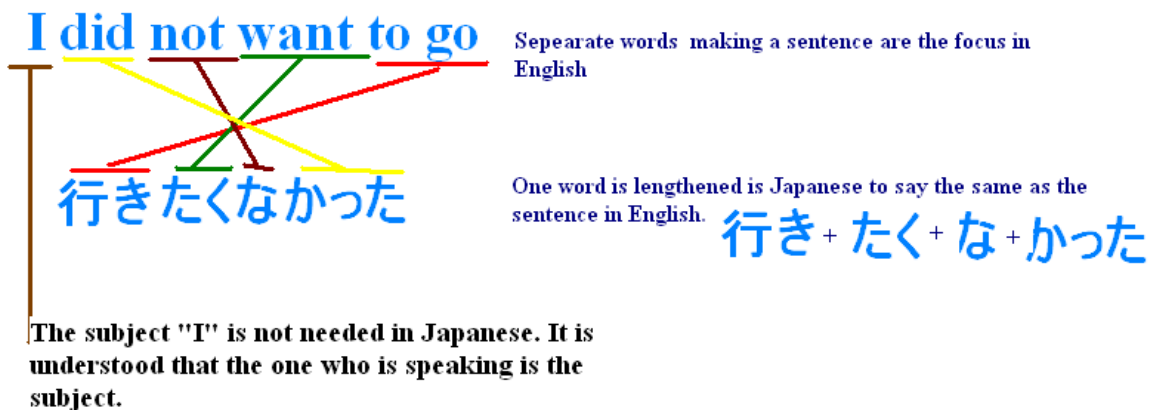 I did not want to go
Sepearate words making a sentence are the focus in
English
行きたくなかった
One word is lengthened is Japanese to say the same as the
sentence in English.
行き + たく + な + かった
The subject "I" is not needed in Japanese. It is
understood that the one who is speaking is the
subject.